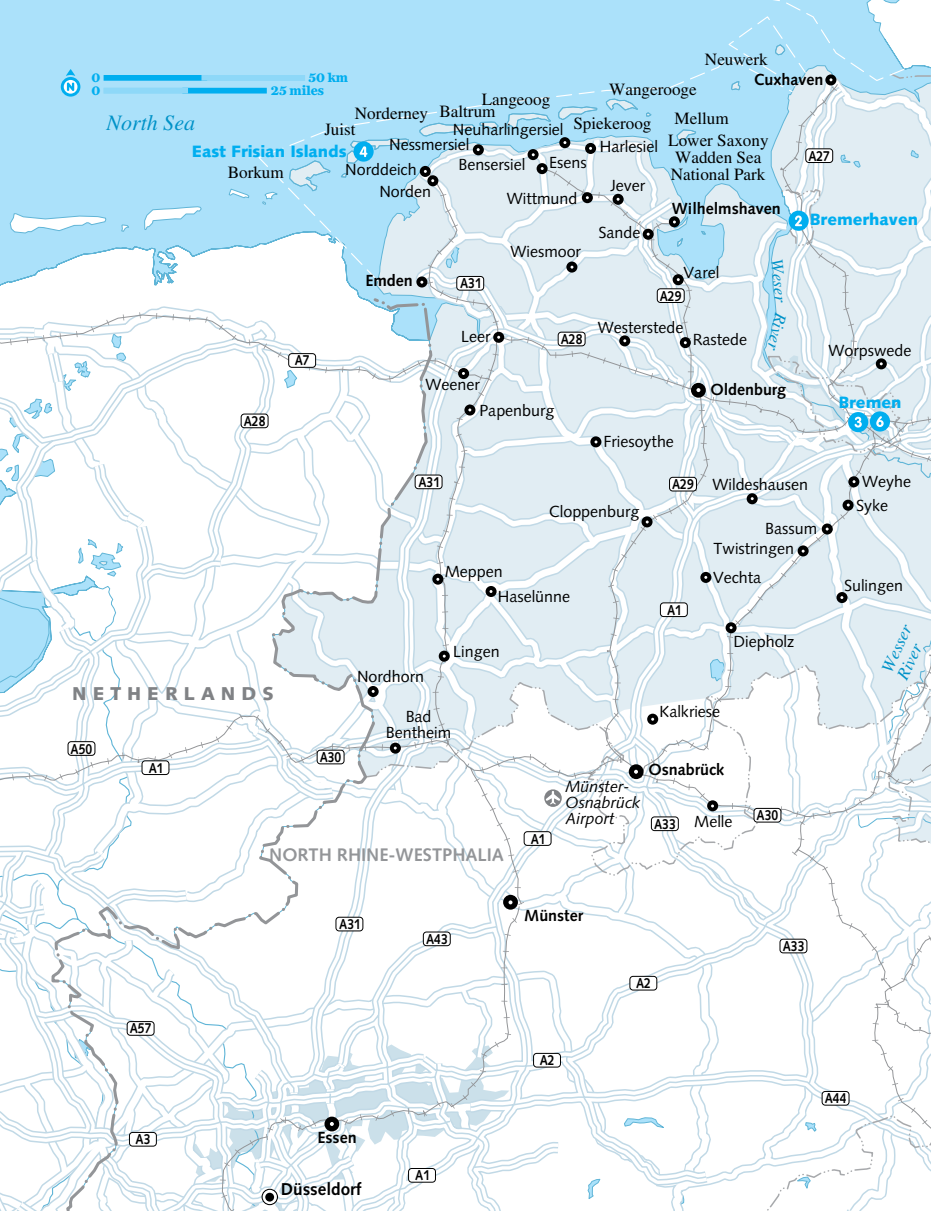 Neuwerk
Cuxhaven
0 50 km
0 25 miles
N
North Sea
Wangerooge
Langeoog
Baltrum
Norderney
Juist
Neuharlingersiel
Spiekeroog
Mellum
East Frisian Islands 4
Nessmersiel
Harlesiel
Lower Saxony
Wadden Sea
National Park
A27
Bensersiel
Esens
Borkum
Norddeich
Norden
Wittmund
Jever
Wilhelmshaven
2 Bremerhaven
Sande
Wiesmoor
Varel
Emden
A31
A29
Weser River
Leer
A28
Westerstede
Rastede
Worpswede
A7
Weener
Oldenburg
Bremen
3 6
Papenburg
A28
Friesoythe
A31
A29
Wildeshausen
Weyhe
Syke
Cloppenburg
Bassum
Twistringen
Meppen
Haselünne
Vechta
Sulingen
A1
Diepholz
Wesser
River
Lingen
Nordhorn
NETHERLANDS
Kalkriese
Bad
Bentheim
A50
A1
A30
Osnabrück
Münster-
Osnabrück
Airport
Melle
A30
A33
A1
NORTH RHINE-WESTPHALIA
Münster
A31
A43
A33
A2
A57
A2
A44
Essen
A3
A1
Düsseldorf